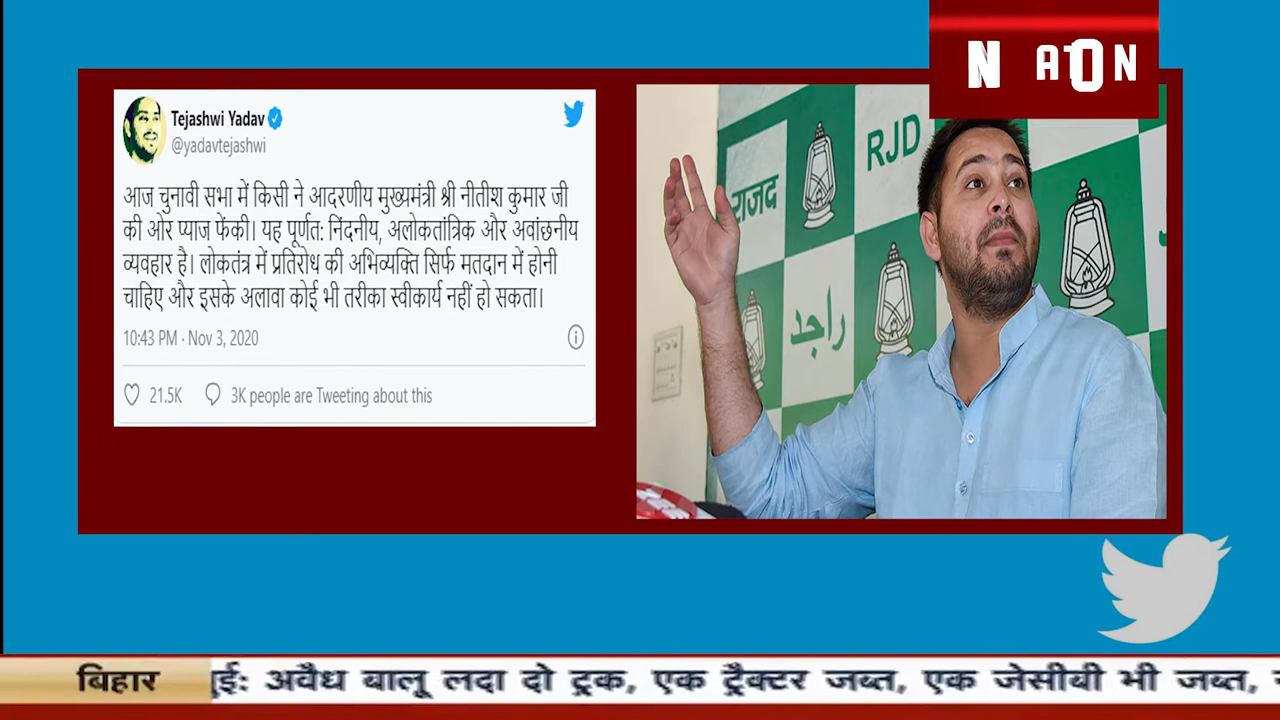 N ATON
Tejashwi Yadav
@yadavtejashwi
आज चुनावी सभा में किसी ने आदरणीय मुख्यमंत्री श्री नीतीश कुमार जी
की ओर प्याज फेंकी। यह पूर्णत: निंदनीय, अलोकतांत्रिक और अवांछनीय
व्यवहार है। लोकतंत्र में प्रतिरोध की अभिव्यक्ति सिर्फ मतदान में होनी
चाहिए और इसके अलावा कोई भी तरीका स्वीकार्य नहीं हो सकता।
10:43 PM · Nov 3, 2020
21.5K 3K people are Tweeting about this
राजद
RJD
راجد
बिहार
अवैध बालू लदा दो ट्रक, एक ट्रैक्टर जब्त, एक जेसीबी भी जब्त,